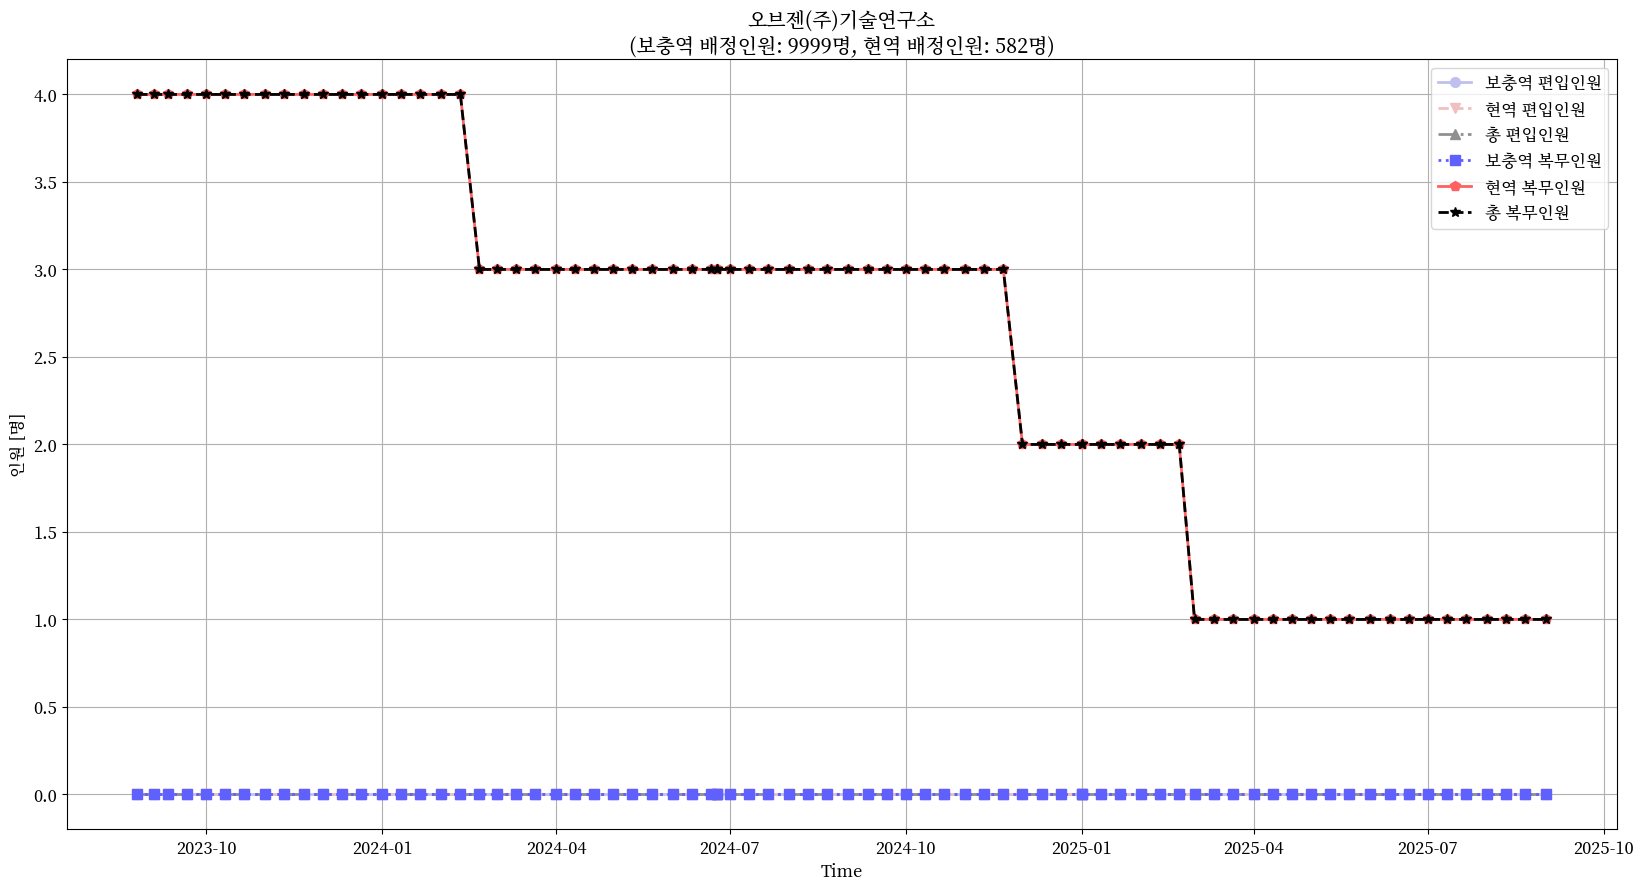 오브젠(주)기술연구소
(보충역 배정인원: 9999명, 현역 배정인원: 582명)
보충역 편입인원
현역 편입인원
총 편입인원
보충역 복무인원
현역 복무인원
총 복무인원
인원 [명]
4.0
3.5
3.0
2.5
2.0
1.5
1.0
0.5
0.0
2023-10
2024-01
2024-04
2024-07
2024-10
2025-01
2025-04
2025-07
2025-10
Time